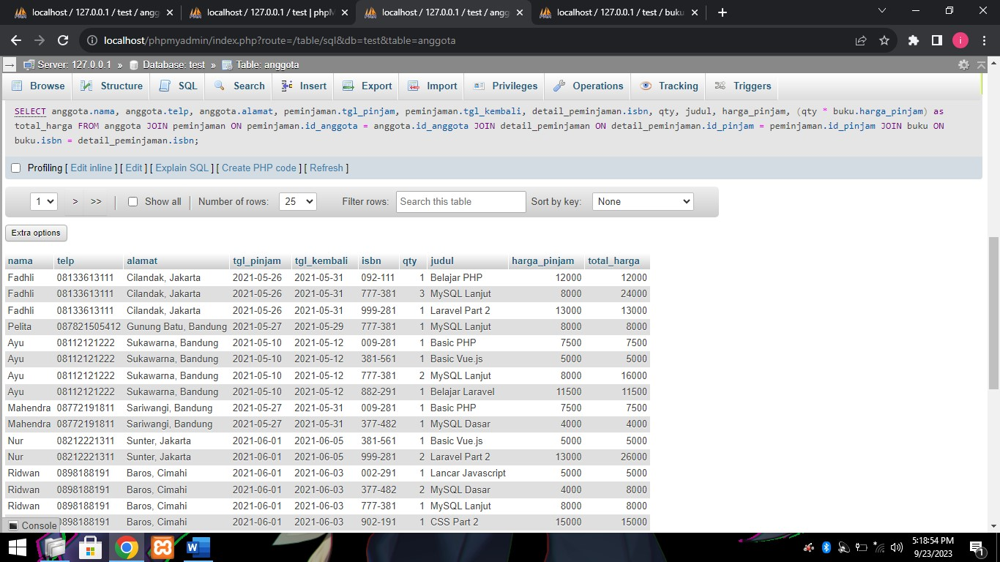 localhost / 127.0.0.1 / test / angg
localhost / 127.0.0.1 / test | phpM
localhost / 127.0.0.1 / test / angg
localhost / 127.0.0.1 / test / buku
localhost/phpmyadmin/index.php?route=/table/sql&db=test&table=anggota
i
Server: 127.0.0.1 » Database: test » Table: anggota
Browse Structure SQL Search Insert Export Import Privileges Operations Tracking Triggers
SELECT anggota.nama, anggota.telp, anggota.alamat, peminjaman.tgl_pinjam, peminjaman.tgl_kembali, detail_peminjaman.isbn, qty, judul, harga_pinjam, (qty * buku.harga_pinjam) as
total_harga FROM anggota JOIN peminjaman ON peminjaman.id_anggota = anggota.id_anggota JOIN detail_peminjaman ON detail_peminjaman.id_pinjam = peminjaman.id_pinjam JOIN buku ON
buku.isbn = detail_peminjaman.isbn;
Profiling [ Edit inline ] [ Edit ] [ Explain SQL ] [ Create PHP code ] [ Refresh ]
1 > >> | Show all | Number of rows: 25 Filter rows: Search this table Sort by key: None
Extra options
nama telp alamat tgl_pinjam tgl_kembali isbn qty judul harga_pinjam total_harga
Fadhli 08133613111 Cilandak, Jakarta 2021-05-26 2021-05-31 092-111 1 Belajar PHP 12000 12000
Fadhli 08133613111 Cilandak, Jakarta 2021-05-26 2021-05-31 777-381 3 MySQL Lanjut 8000 24000
Fadhli 08133613111 Cilandak, Jakarta 2021-05-26 2021-05-31 999-281 1 Laravel Part 2 13000 13000
Pelita 087821505412 Gunung Batu, Bandung 2021-05-27 2021-05-29 777-381 1 MySQL Lanjut 8000 8000
Ayu 08112121222 Sukawarna, Bandung 2021-05-10 2021-05-12 009-281 1 Basic PHP 7500 7500
Ayu 08112121222 Sukawarna, Bandung 2021-05-10 2021-05-12 381-561 1 Basic Vue.js 5000 5000
Ayu 08112121222 Sukawarna, Bandung 2021-05-10 2021-05-12 777-381 2 MySQL Lanjut 8000 16000
Ayu 08112121222 Sukawarna, Bandung 2021-05-10 2021-05-12 882-291 1 Belajar Laravel 11500 11500
Mahendra 08772191811 Sariwangi, Bandung 2021-05-27 2021-05-31 009-281 1 Basic PHP 7500 7500
Mahendra 08772191811 Sariwangi, Bandung 2021-05-27 2021-05-31 377-482 1 MySQL Dasar 4000 4000
Nur 08212221311 Sunter, Jakarta 2021-06-01 2021-06-05 381-561 1 Basic Vue.js 5000 5000
Nur 08212221311 Sunter, Jakarta 2021-06-01 2021-06-05 999-281 2 Laravel Part 2 13000 26000
Ridwan 0898188191 Baros, Cimahi 2021-06-01 2021-06-03 002-291 1 Lancar Javascript 5000 5000
Ridwan 0898188191 Baros, Cimahi 2021-06-01 2021-06-03 377-482 2 MySQL Dasar 4000 8000
Ridwan 0898188191 Baros, Cimahi 2021-06-01 2021-06-03 777-381 1 MySQL Lanjut 8000 8000
Console 0898188191 Baros, Cimahi 2021-06-01 2021-06-03 902-191 1 CSS Part 2 15000 15000
5:18:54 PM
9/23/2023
1